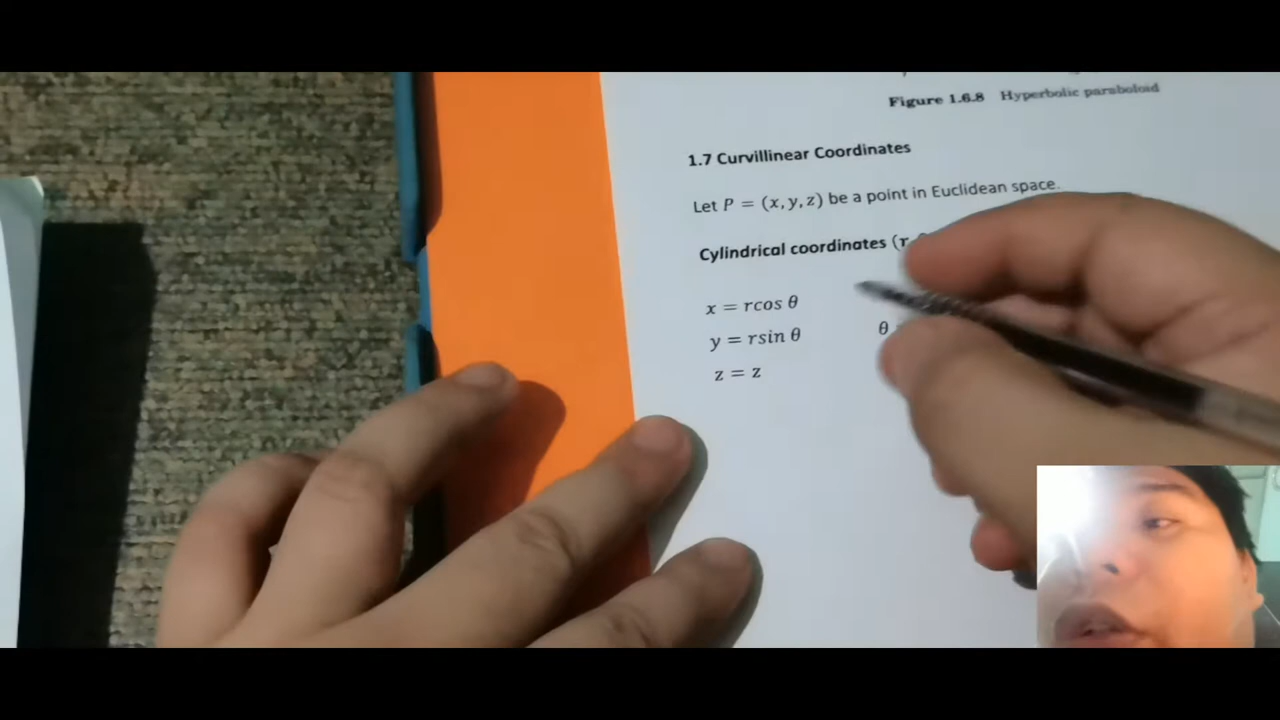 Figure 1.6.8 Hyperbolic paraboloid
1.7 Curvillinear Coordinates
Let P = (x, y, z) be a point in Euclidean space.
Cylindrical coordinates (r,
x = rcos θ
y = rsin θ
θ
z = z